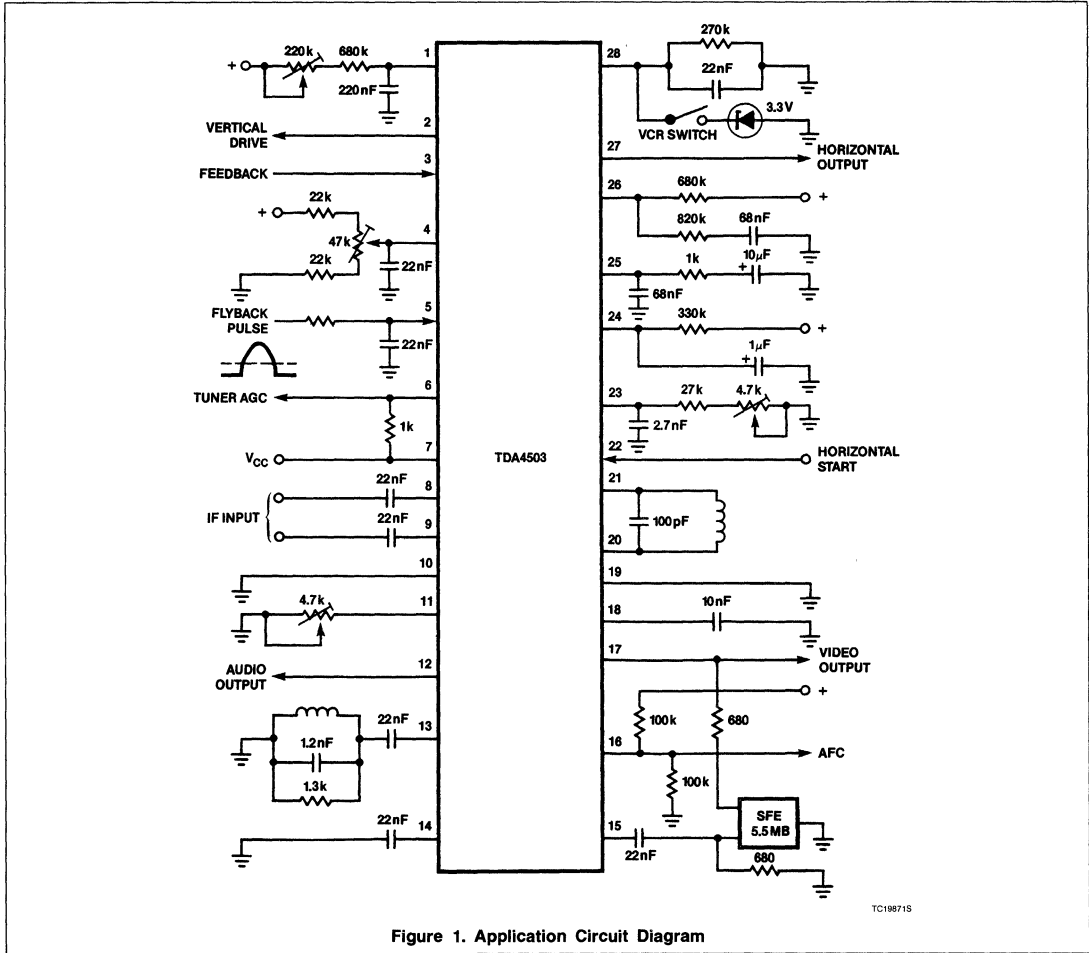 220k
680k
1
+
220nF
VERTICAL
DRIVE
2
FEEDBACK
3
22k
+
47k
4
22k
22nF
FLYBACK
PULSE
5
22nF
TUNER AGC
6
1k
VCC
7
22nF
8
IF INPUT
22nF
9
10
4.7k
11
AUDIO
OUTPUT
12
22nF
13
1.2nF
1.3k
22nF
14
TDA4503
28
270k
22nF
3.3V
VCR SWITCH
27
HORIZONTAL
OUTPUT
26
680k
+
820k
68nF
25
1k
+
10μF
68nF
24
330k
+
+
1μF
23
27k
4.7k
2.7nF
22
HORIZONTAL
START
21
100pF
20
19
18
10nF
17
VIDEO
OUTPUT
+
100k
680
16
AFC
100k
SFE
5.5MB
15
22nF
680
TC19871S
Figure 1. Application Circuit Diagram